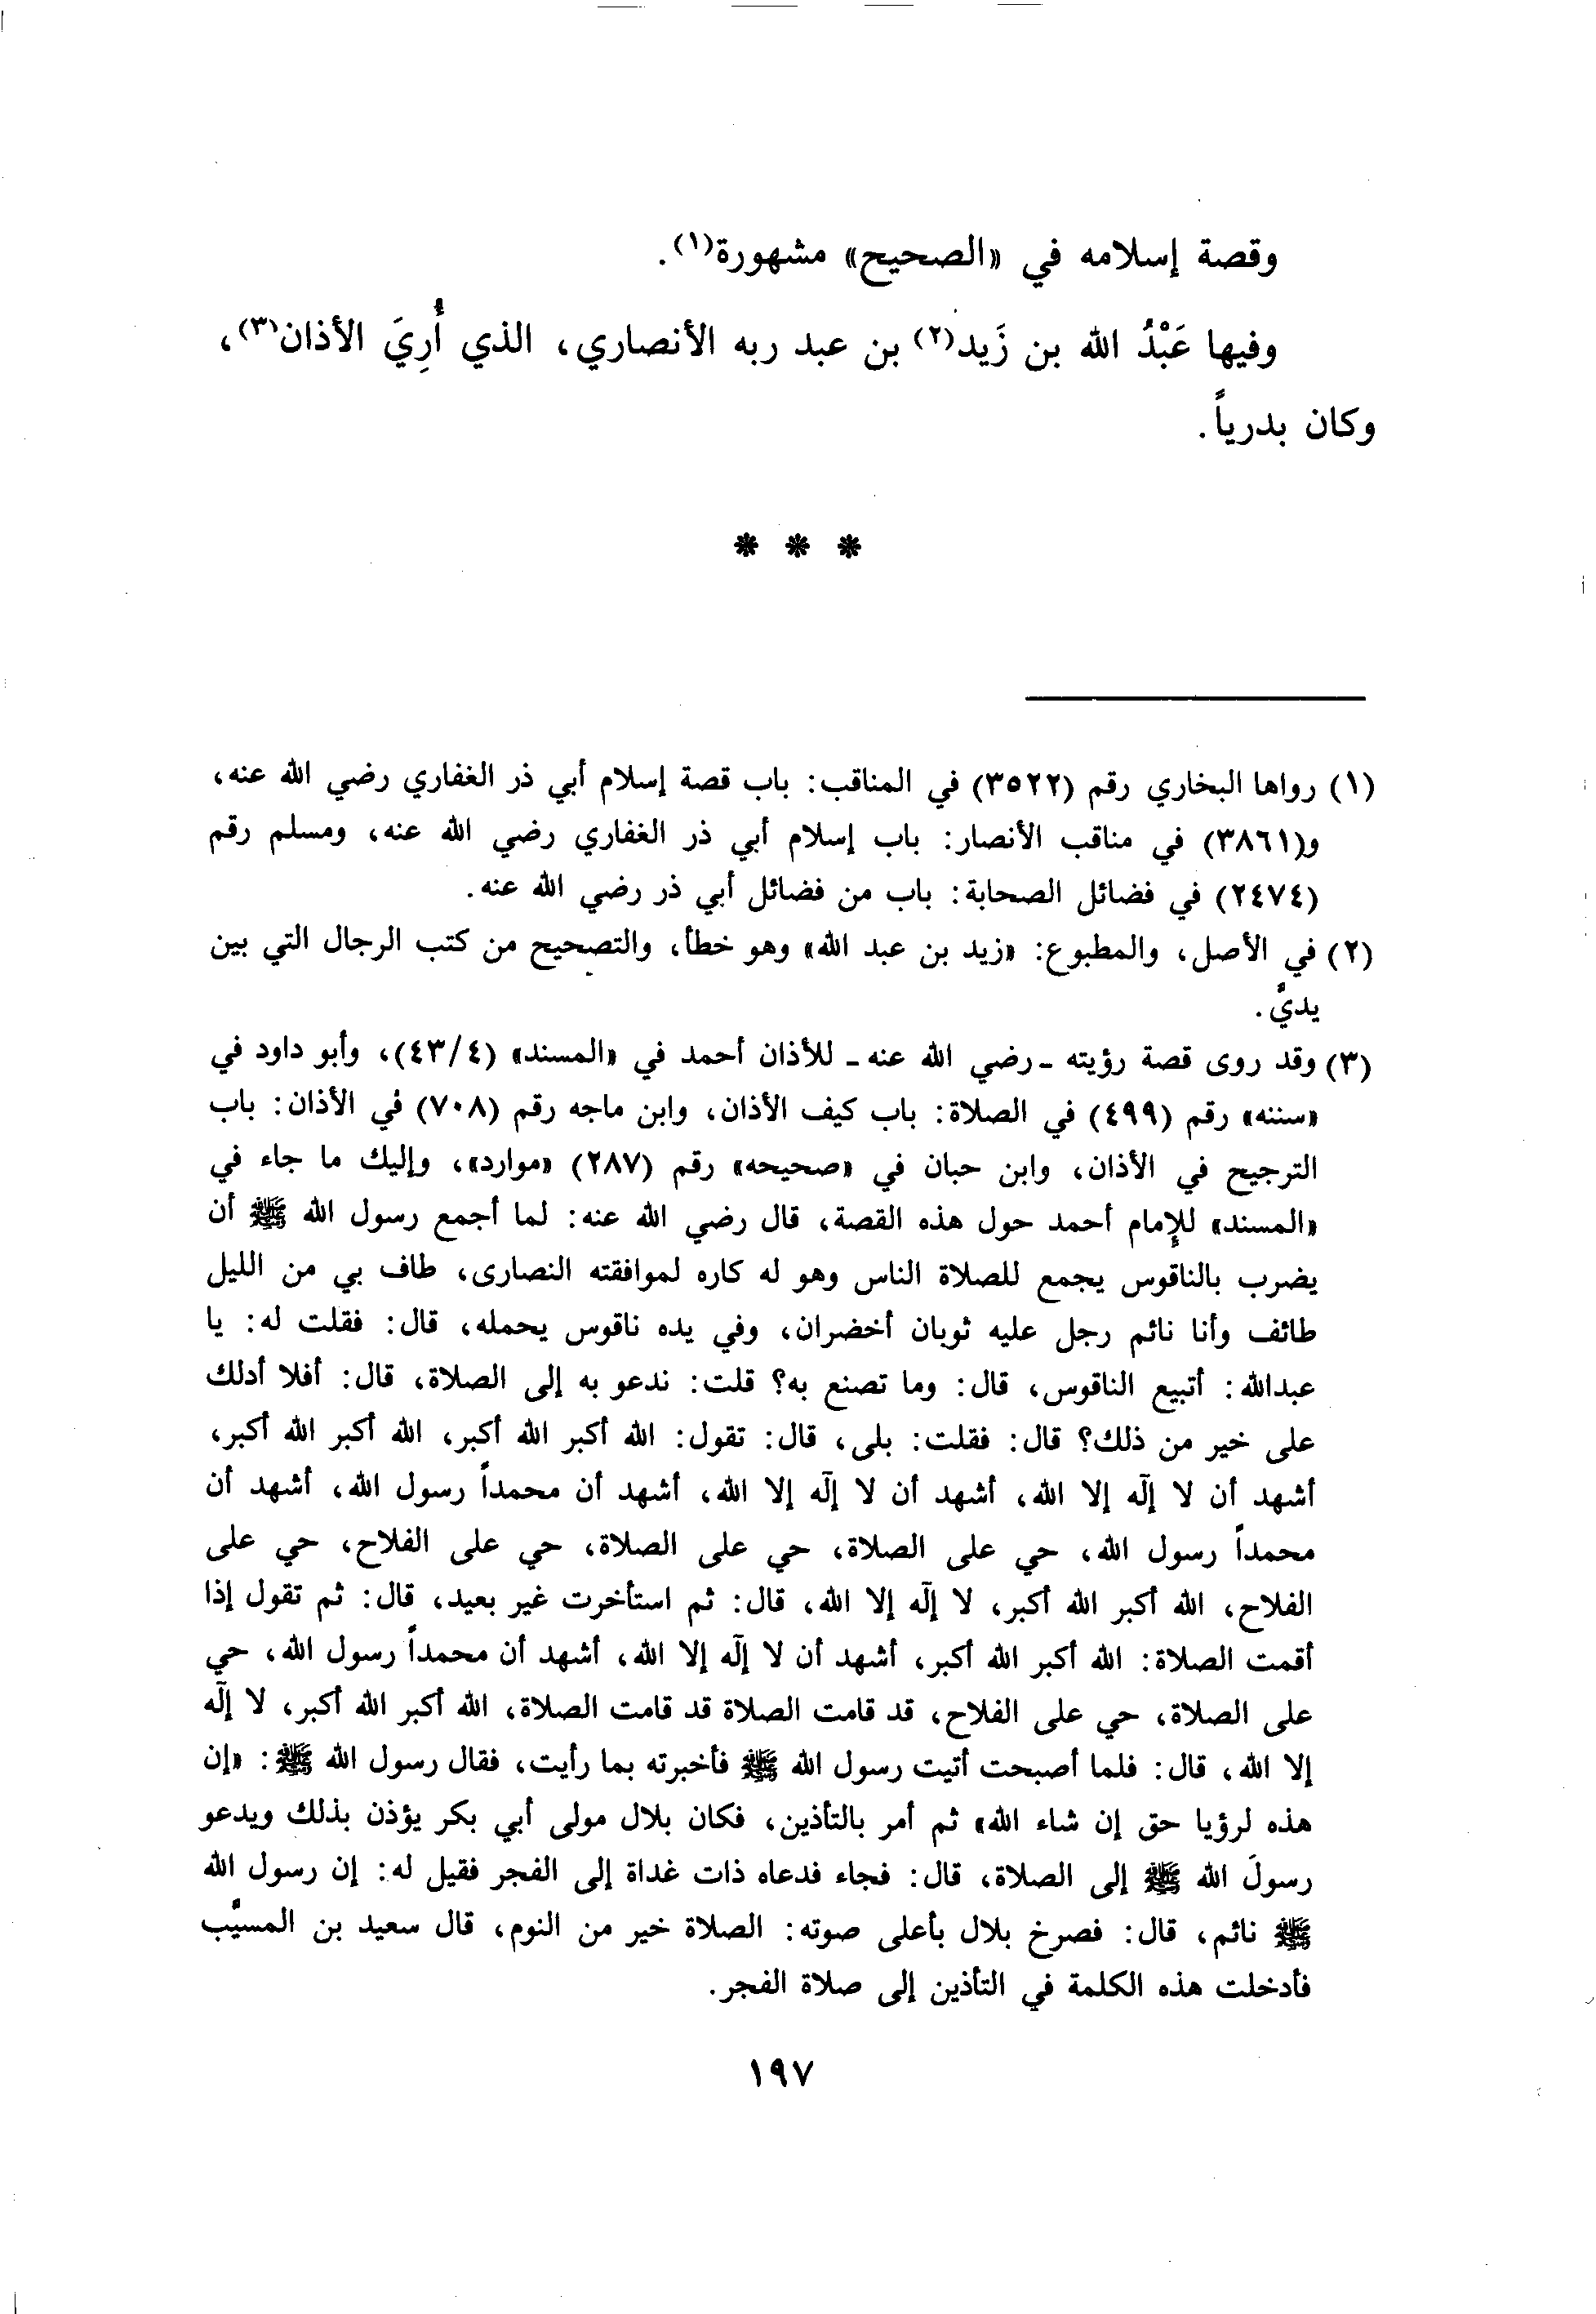 وقصة إسلامه في «الصحيح» مشهورة(١).
وفيها عَبْدُ الله بن زَيد(٢) بن عبد ربه الأنصاري، الذي أُرِيَ الأذان(٣)،
وكان بدرياً.
* * *
(١) رواها البخاري رقم (٣٥٢٢) في المناقب: باب قصة إسلام أبي ذر الغفاري رضي الله عنه،
و(٣٨٦١) في مناقب الأنصار: باب إسلام أبي ذر الغفاري رضي الله عنه، ومسلم رقم
(٢٤٧٤) في فضائل الصحابة: باب من فضائل أبي ذر رضي الله عنه.
(٢) في الأصل، والمطبوع: «زيد بن عبد الله» وهو خطأ، والتصحيح من كتب الرجال التي بين
يديَّ.
(٣) وقد روى قصة رؤيته - رضي الله عنه - للأذان أحمد في «المسند» (٤٣/٤)، وأبو داود في
«سننه» رقم (٤٩٩) في الصلاة: باب كيف الأذان، وابن ماجه رقم (٧٠٨) في الأذان: باب
الترجيح في الأذان، وابن حبان في «صحيحه» رقم (٢٨٧) «موارد»، وإليك ما جاء في
«المسند» للإمام أحمد حول هذه القصة، قال رضي الله عنه: لما أجمع رسول الله ﷺ أن
يضرب بالناقوس يجمع للصلاة الناس وهو له كاره لموافقته النصارى، طاف بي من الليل
طائف وأنا نائم رجل عليه ثوبان أخضران، وفي يده ناقوس يحمله، قال: فقلت له: يا
عبدالله: أتبيع الناقوس، قال: وما تصنع به؟ قلت: ندعو به إلى الصلاة، قال: أفلا أدلك
على خير من ذلك؟ قال: فقلت: بلى، قال: تقول: الله أكبر الله أكبر، الله أكبر الله أكبر،
أشهد أن لا إلٓه إلا الله، أشهد أن لا إلٓه إلا الله، أشهد أن محمداً رسول الله، أشهد أن
محمداً رسول الله، حي على الصلاة، حي على الصلاة، حي على الفلاح، حي على
الفلاح، الله أكبر الله أكبر، لا إلٓه إلا الله، قال: ثم استأخرت غير بعيد، قال: ثم تقول إذا
أقمت الصلاة: الله أكبر الله أكبر، أشهد أن لا إلٓه إلا الله، أشهد أن محمداً رسول الله، حي
على الصلاة، حي على الفلاح، قد قامت الصلاة قد قامت الصلاة، الله أكبر الله أكبر، لا إلٓه
إلا الله، قال: فلما أصبحت أتيت رسول الله ﷺ فأخبرته بما رأيت، فقال رسول الله ﷺ: «إن
هذه لرؤيا حق إن شاء الله» ثم أمر بالتأذين، فكان بلال مولى أبي بكر يؤذن بذلك ويدعو
رسولَ الله ﷺ إلى الصلاة، قال: فجاء فدعاه ذات غداة إلى الفجر فقيل له: إن رسول الله
ﷺ نائم، قال: فصرخ بلال بأعلى صوته: الصلاة خير من النوم، قال سعيد بن المسيَّب
فأدخلت هذه الكلمة في التأذين إلى صلاة الفجر.
١٩٧